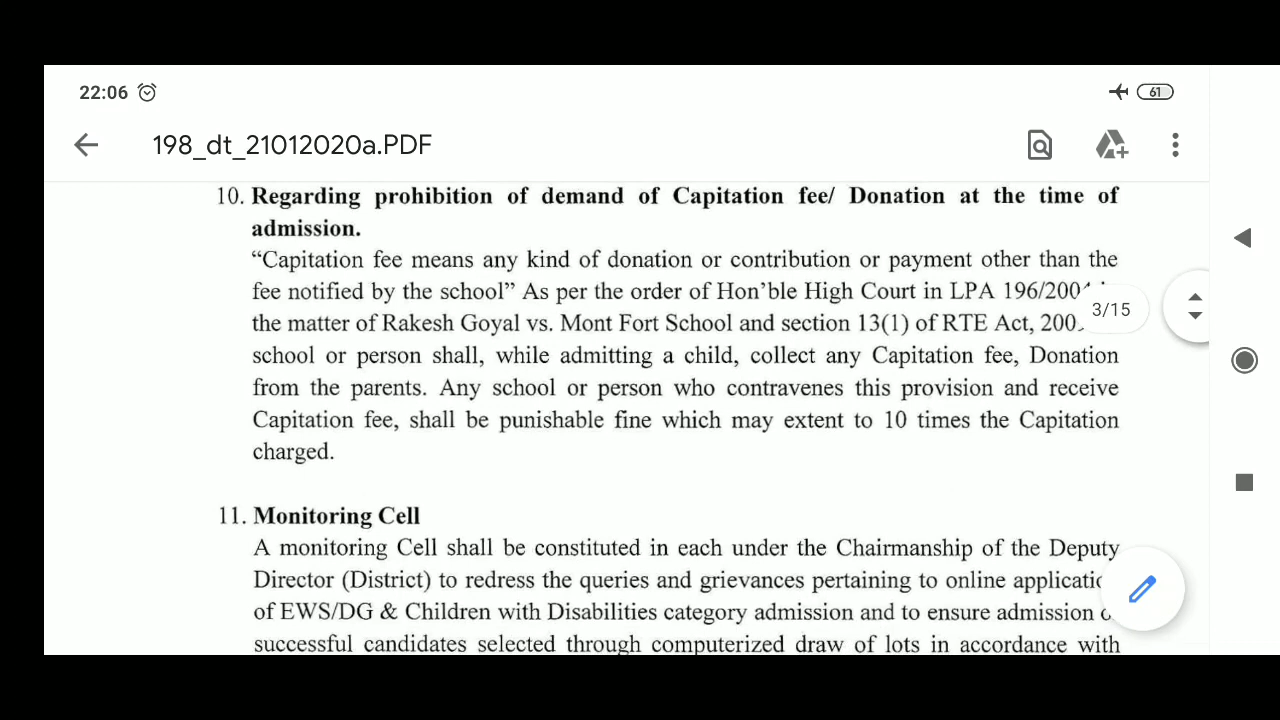 22:06 61
198_dt_21012020a.PDF
10. Regarding prohibition of demand of Capitation fee/ Donation at the time of
admission.
“Capitation fee means any kind of donation or contribution or payment other than the
fee notified by the school” As per the order of Hon’ble High Court in LPA
3/15
the matter of Rakesh Goyal vs. Mont Fort School and section 13(1) of RTE Act,
school or person shall, while admitting a child, collect any Capitation fee, Donation
from the parents. Any school or person who contravenes this provision and receive
Capitation fee, shall be punishable fine which may extent to 10 times the Capitation
charged.
11. Monitoring Cell
A monitoring Cell shall be constituted in each under the Chairmanship of the Deputy
Director (District) to redress the queries and grievances pertaining to online
of EWS/DG & Children with Disabilities category admission and to ensure admission
successful candidates selected through computerized draw of lots in accordance with